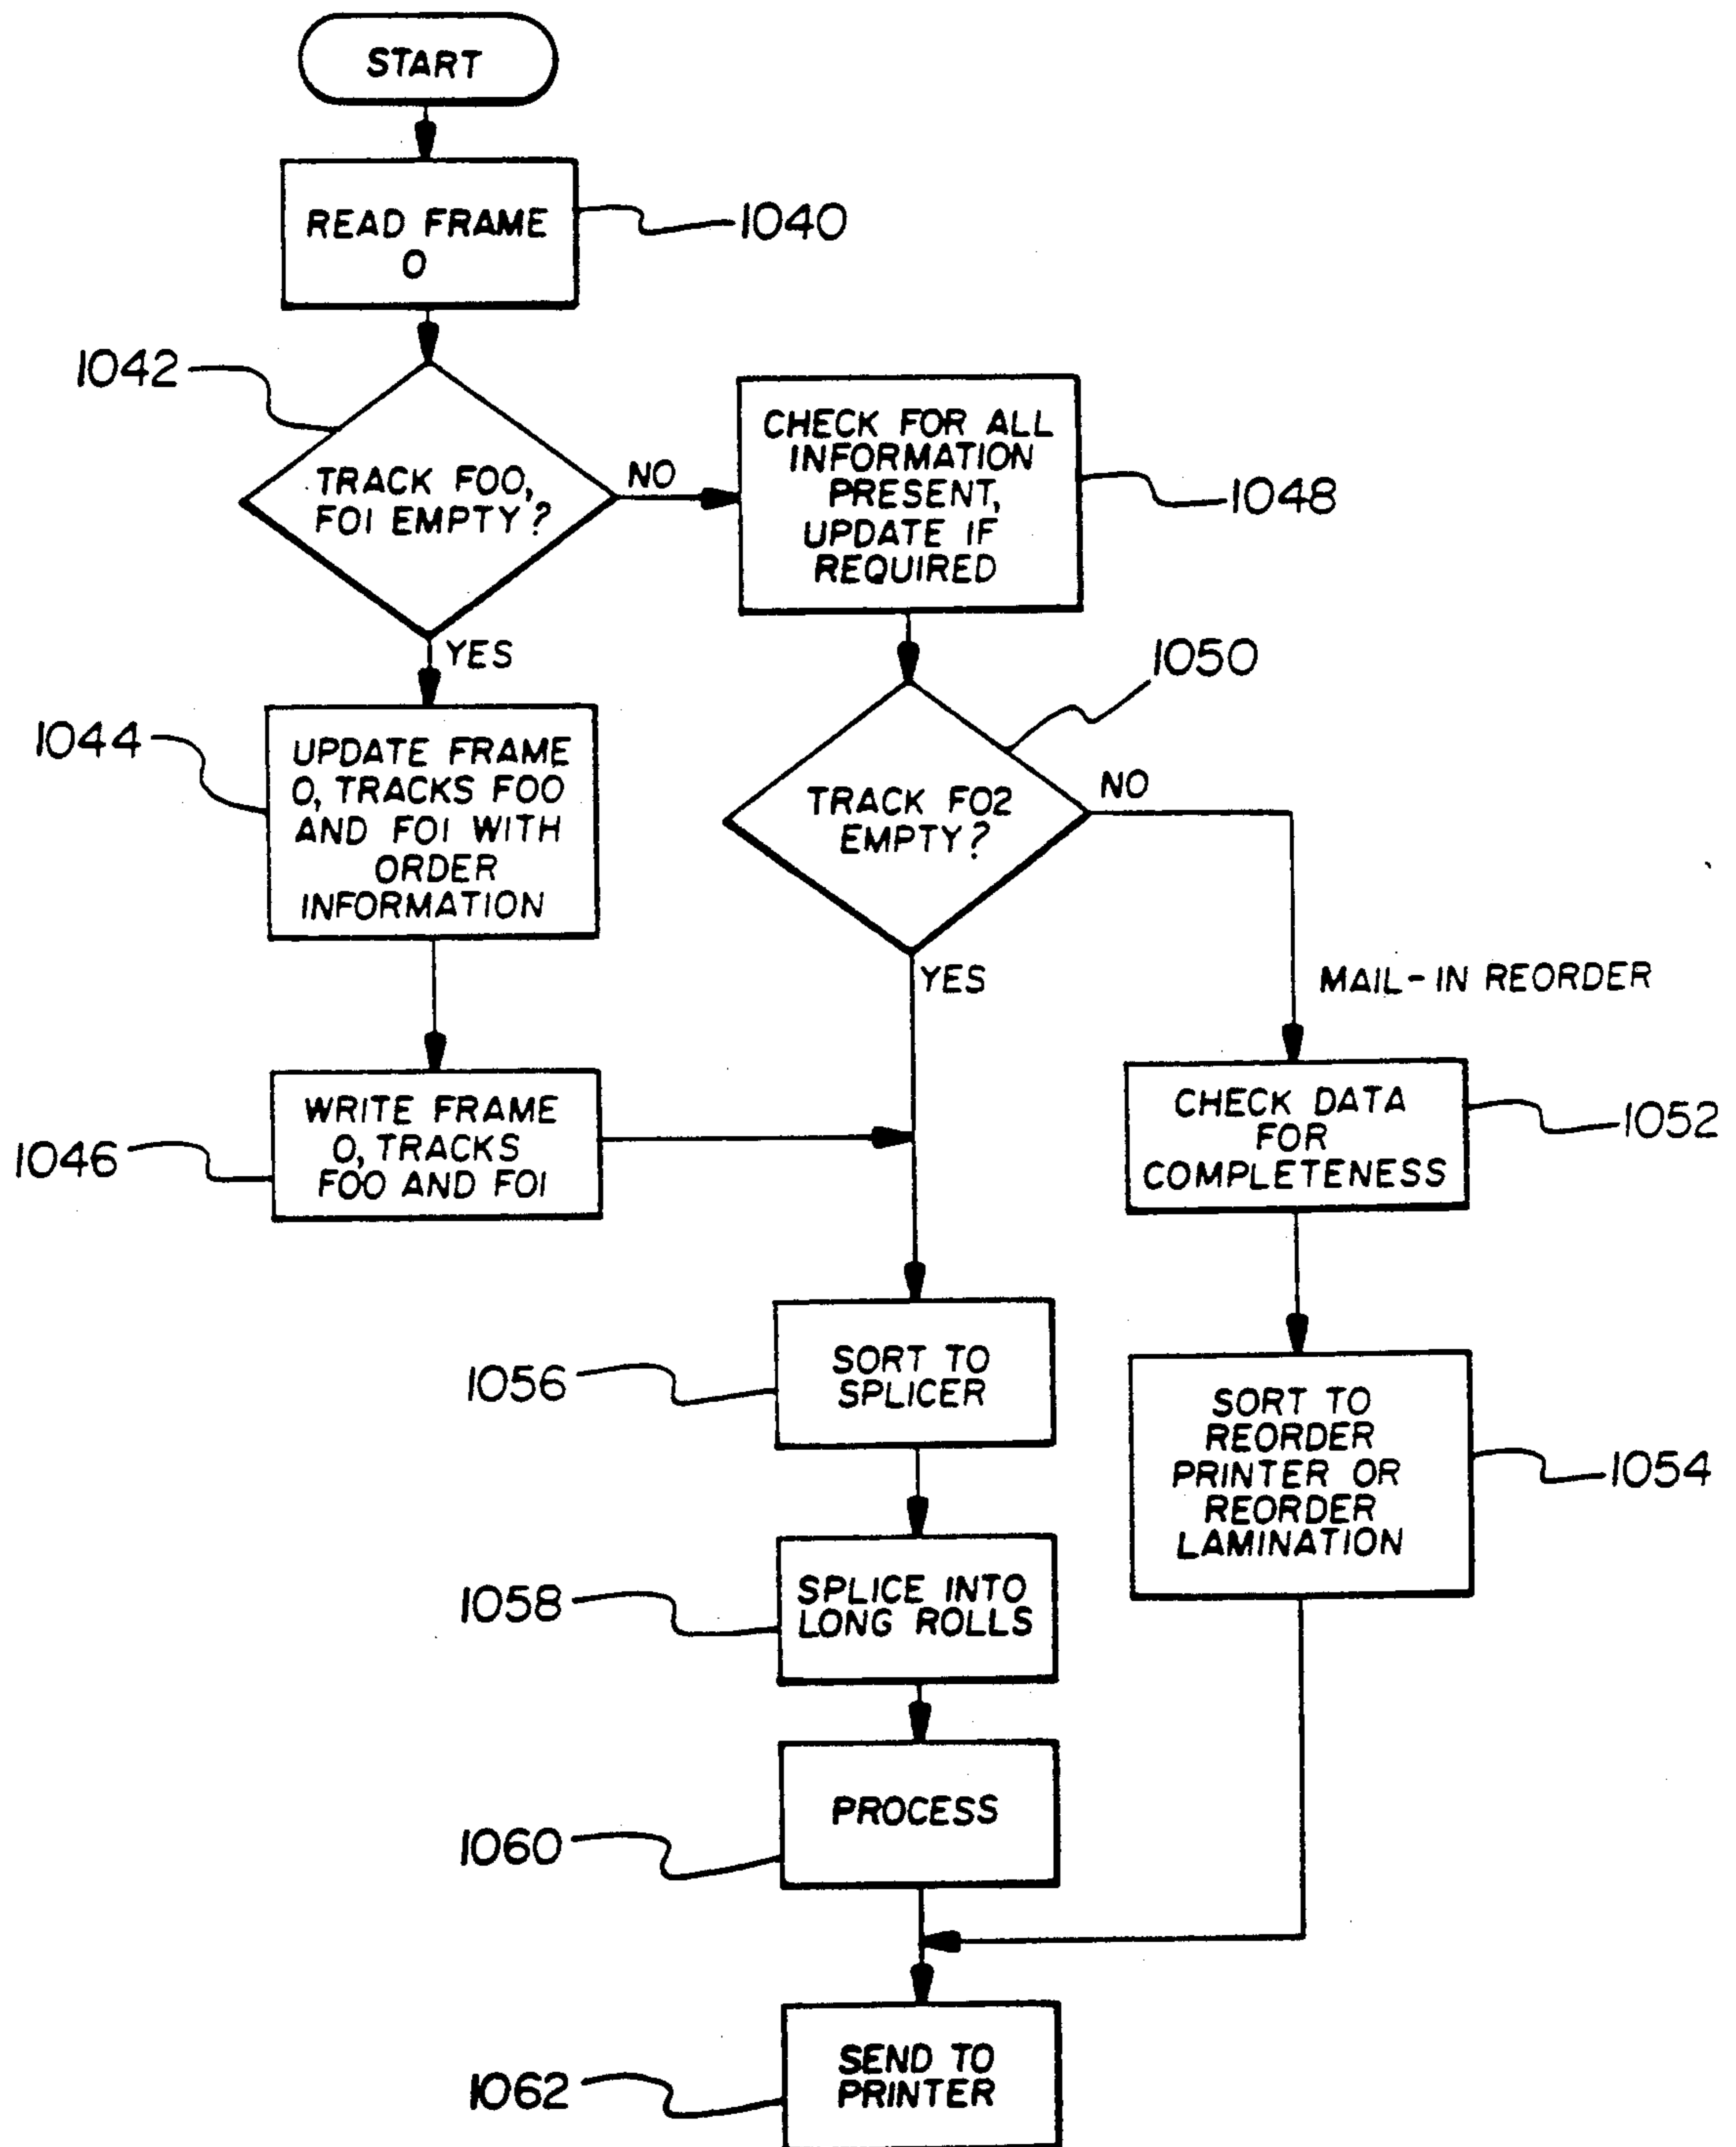 START
READ FRAME
0
1040
1042
TRACK F00,
F01 EMPTY?
NO
YES
CHECK FOR ALL
INFORMATION
PRESENT,
UPDATE IF
REQUIRED
1048
1044
UPDATE FRAME
0, TRACKS F00
AND F01 WITH
ORDER
INFORMATION
1050
TRACK F02
EMPTY?
NO
YES
MAIL-IN REORDER
1046
WRITE FRAME
0, TRACKS
F00 AND F01
CHECK DATA
FOR
COMPLETENESS
1052
1056
SORT TO
SPLICER
SORT TO
REORDER
PRINTER OR
REORDER
LAMINATION
1054
1058
SPLICE INTO
LONG ROLLS
1060
PROCESS
1062
SEND TO
PRINTER